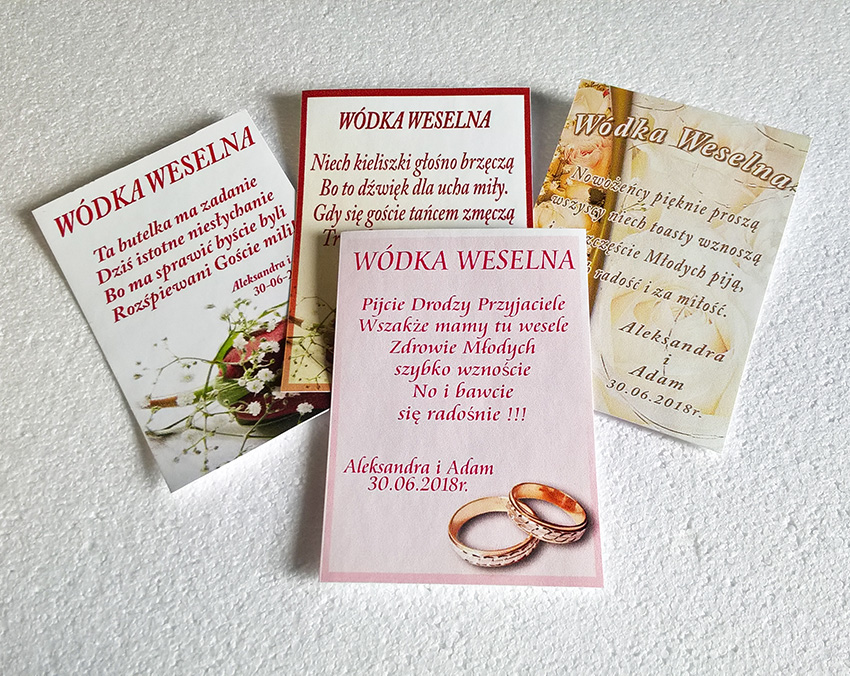 WÓDKA WESELNA
Ta butelka ma zadanie
Dziś istotne niesłychanie
Bo ma sprawić byście byli
Rozśpiewani Goście mili
Aleksandra i
30-06-2
WÓDKA WESELNA
Niech kieliszki głośno brzęczą
Bo to dźwięk dla ucha miły.
Gdy się goście tańcem zmęczą
WÓDKA WESELNA
Pijcie Drodzy Przyjaciele
Wszakże mamy tu wesele
Zdrowie Młodych
szybko wznoście
No i bawcie
się radośnie !!!
Aleksandra i Adam
30.06.2018r.
Wódka Weselna
Nowożeńcy pięknie proszą
wszyscy niech toasty wznoszą
szczęście Młodych piją,
radość i za miłość.
Aleksandra
i
Adam
30.06.2018r.